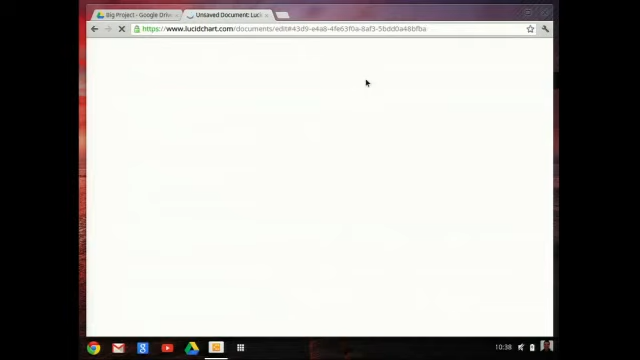 Big Project - Google Drive
Unsaved Document: Luci
https://www.lucidchart.com/documents/edit#43d9-e4a8-4fe63f0a-8af3-5bdd0a48bfba
10:38